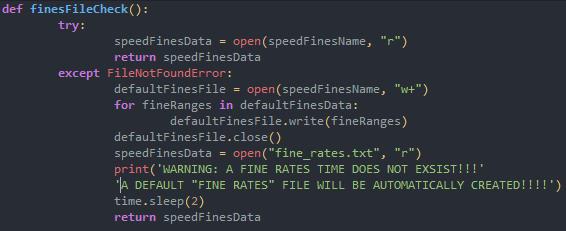 def finesFileCheck():
try:
speedFinesData = open(speedFinesName, "r")
return speedFinesData
except FileNotFoundError:
defaultFinesFile = open(speedFinesName, "w+")
for fineRanges in defaultFinesData:
defaultFinesFile.write(fineRanges)
defaultFinesFile.close()
speedFinesData = open("fine_rates.txt", "r")
print('WARNING: A FINE RATES TIME DOES NOT EXSIST!!!'
'A DEFAULT "FINE RATES" FILE WILL BE AUTOMATICALLY CREATED!!!!')
time.sleep(2)
return speedFinesData